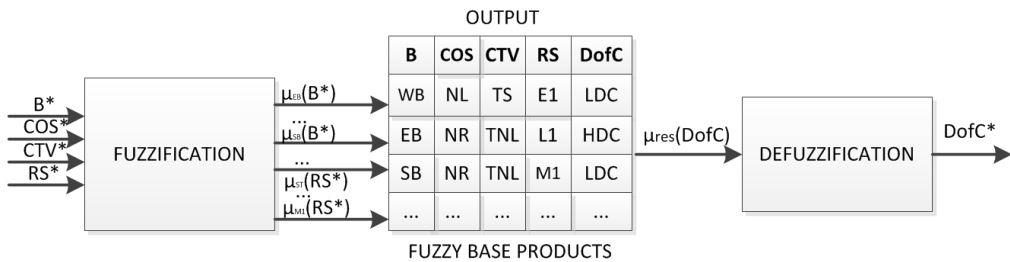 OUTPUT
B COS CTV RS DofC
WB NL TS E1 LDC
EB NR TNL L1 HDC
SB NR TNL M1 LDC
... ... ... ... ...
FUZZY BASE PRODUCTS
B*
COS*
CTV*
RS*
FUZZIFICATION
μEB(B*)
...
μSB(B*)
...
μST(RS*)
...
μM1(RS*)
μres(DofC)
DEFUZZIFICATION
DofC*